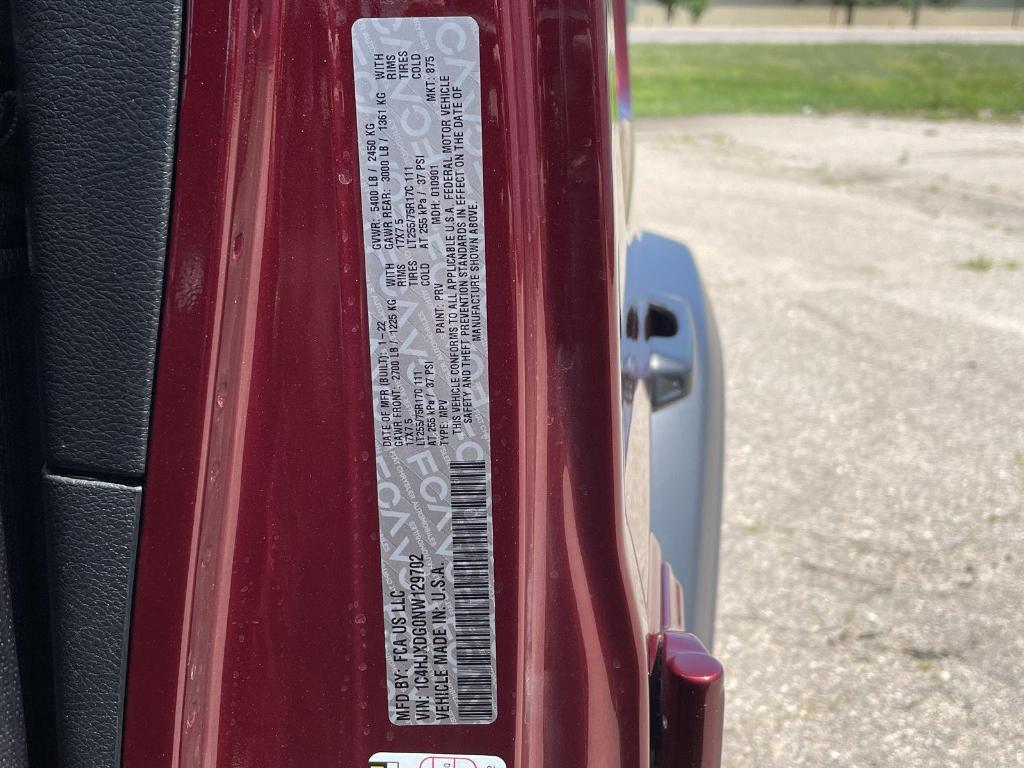 MFD BY: FCA US LLC
VIN: 1C4HJXDG0NW129702
VEHICLE MADE IN: U.S.A.
DATE OF MFR (BUILT): 1-22 GVWR: 5400 LB / 2450 KG
GAWR FRONT: 2700 LB / 1225 KG WITH GAWR REAR: 3000 LB / 1361 KG WITH
17X7.5 RIMS 17X7.5 RIMS
LT255/75R17C 111 TIRES LT255/75R17C 111 TIRES
AT 255 kPa / 37 PSI COLD AT 255 kPa / 37 PSI COLD
TYPE: MPV PAINT: PRV MDH: 010901 MKT: 875
THIS VEHICLE CONFORMS TO ALL APPLICABLE U.S.A. FEDERAL MOTOR VEHICLE
SAFETY AND THEFT PREVENTION STANDARDS IN EFFECT ON THE DATE OF
MANUFACTURE SHOWN ABOVE.